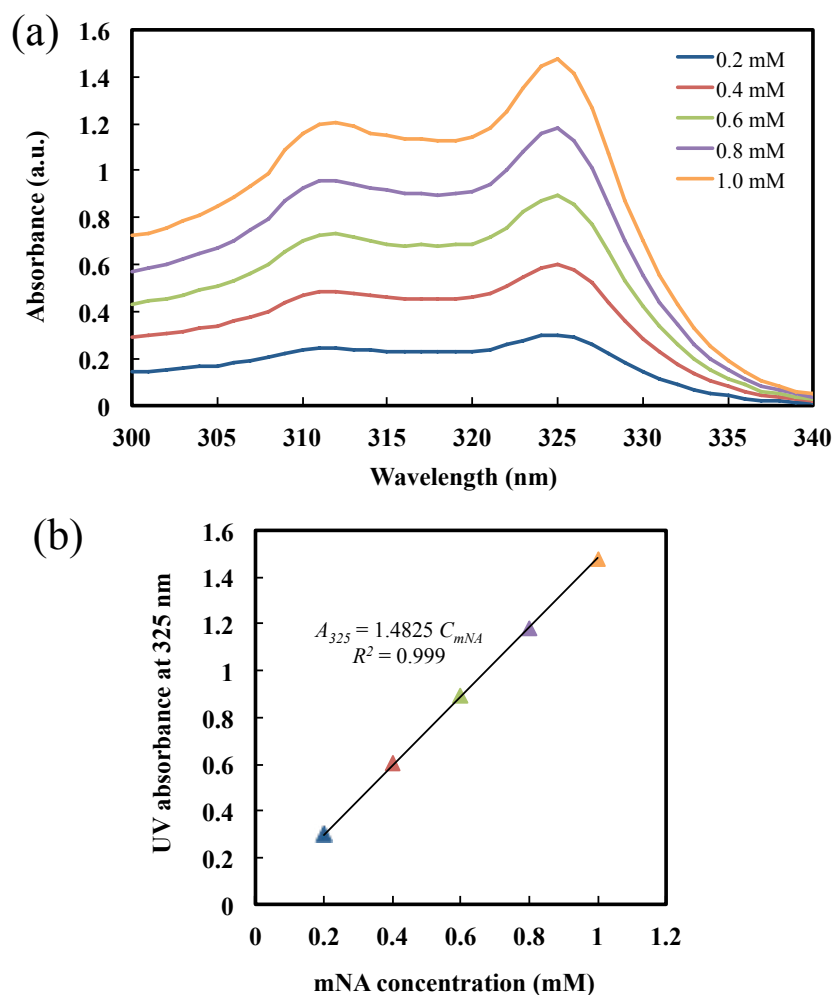 (a)
1.6
1.4
1.2
1
0.8
0.6
0.4
0.2
0
Absorbance (a.u.)
0.2 mM
0.4 mM
0.6 mM
0.8 mM
1.0 mM
300 305 310 315 320 325 330 335 340
Wavelength (nm)
(b)
1.6
1.4
1.2
1
0.8
0.6
0.4
0.2
0
UV absorbance at 325 nm
A325 = 1.4825 CmNA
R2 = 0.999
0 0.2 0.4 0.6 0.8 1 1.2
mNA concentration (mM)